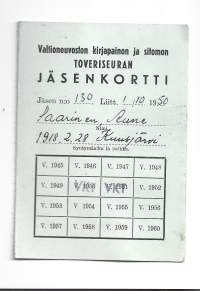 Valtioneuvoston kirjapainon ja sitomon
TOVERISEURAN
JÄSENKORTTI
Jäsen n:o 130 Liitt. 1/10 1950
Saarinen Aune
Nimi
1918.2.28 Kuusjärvi
Syntymäaika ja paikka
V. 1945 V. 1946 V. 1947 V. 1948
V. 1949 V. 1950 V. 1951 V. 1952
VKT VKT
V. 1953 V. 1954 V. 1955 V. 1956
V. 1957 V. 1958 V. 1959 V. 1960